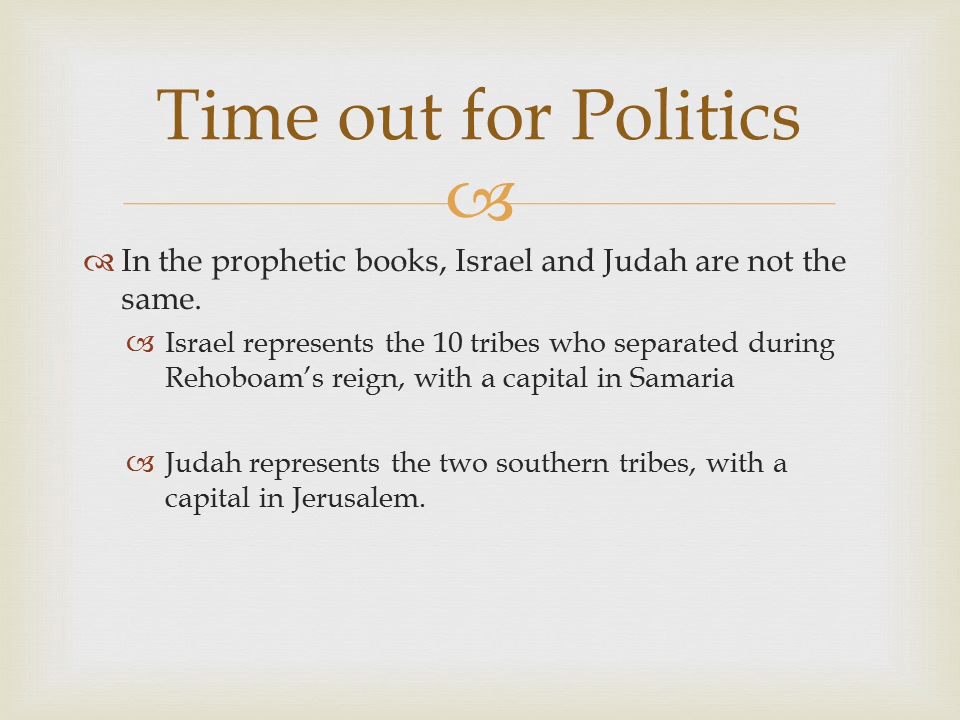 Time out for Politics
In the prophetic books, Israel and Judah are not the
same.
Israel represents the 10 tribes who separated during
Rehoboam’s reign, with a capital in Samaria
Judah represents the two southern tribes, with a
capital in Jerusalem.